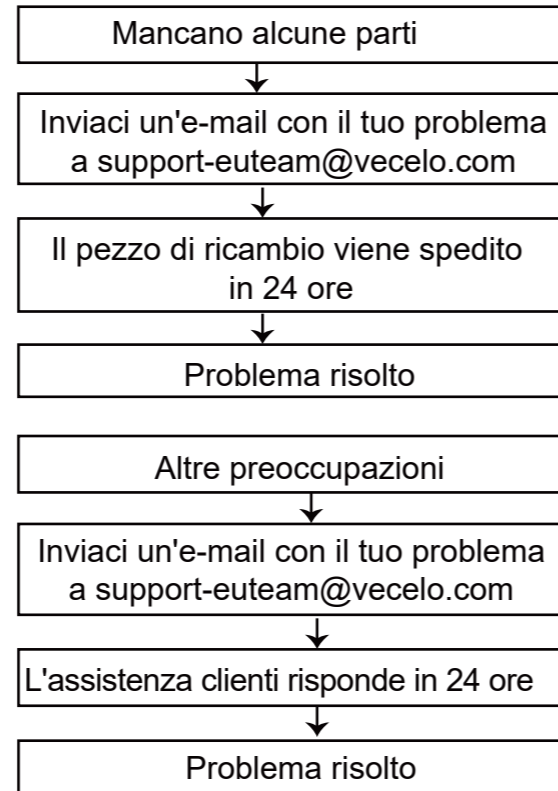 Mancano alcune parti
Inviaci un'e-mail con il tuo problema
a support-euteam@vecelo.com
Il pezzo di ricambio viene spedito
in 24 ore
Problema risolto
Altre preoccupazioni
Inviaci un'e-mail con il tuo problema
a support-euteam@vecelo.com
L'assistenza clienti risponde in 24 ore
Problema risolto